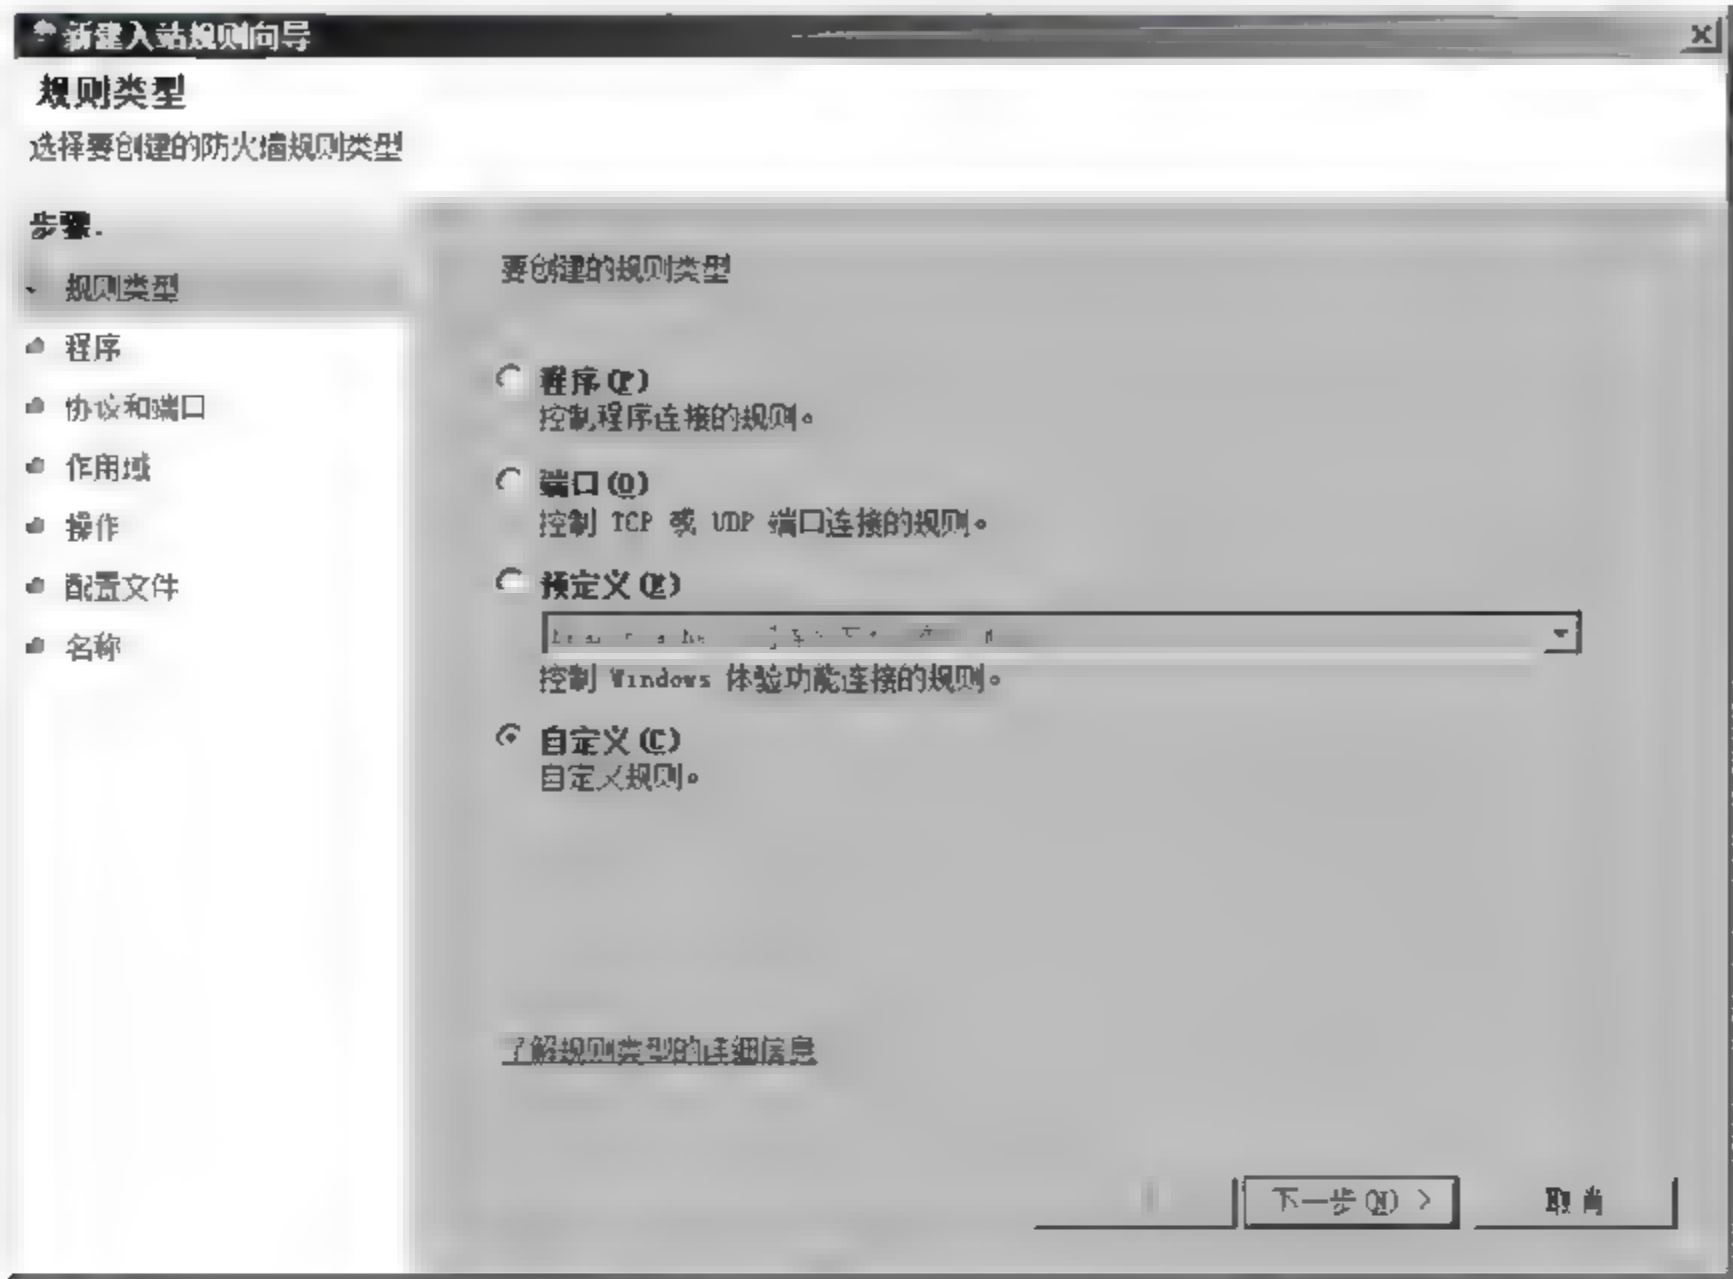 新建入站规则向导
规则类型
选择要创建的防火墙规则类型
步骤:
规则类型
程序
协议和端口
作用域
操作
配置文件
名称
要创建的规则类型
程序(P)
控制程序连接的规则。
端口(O)
控制 TCP 或 UDP 端口连接的规则。
预定义(E)
控制 Windows 体验功能连接的规则。
自定义(C)
自定义规则。
了解规则类型的详细信息
下一步(N) >
取消